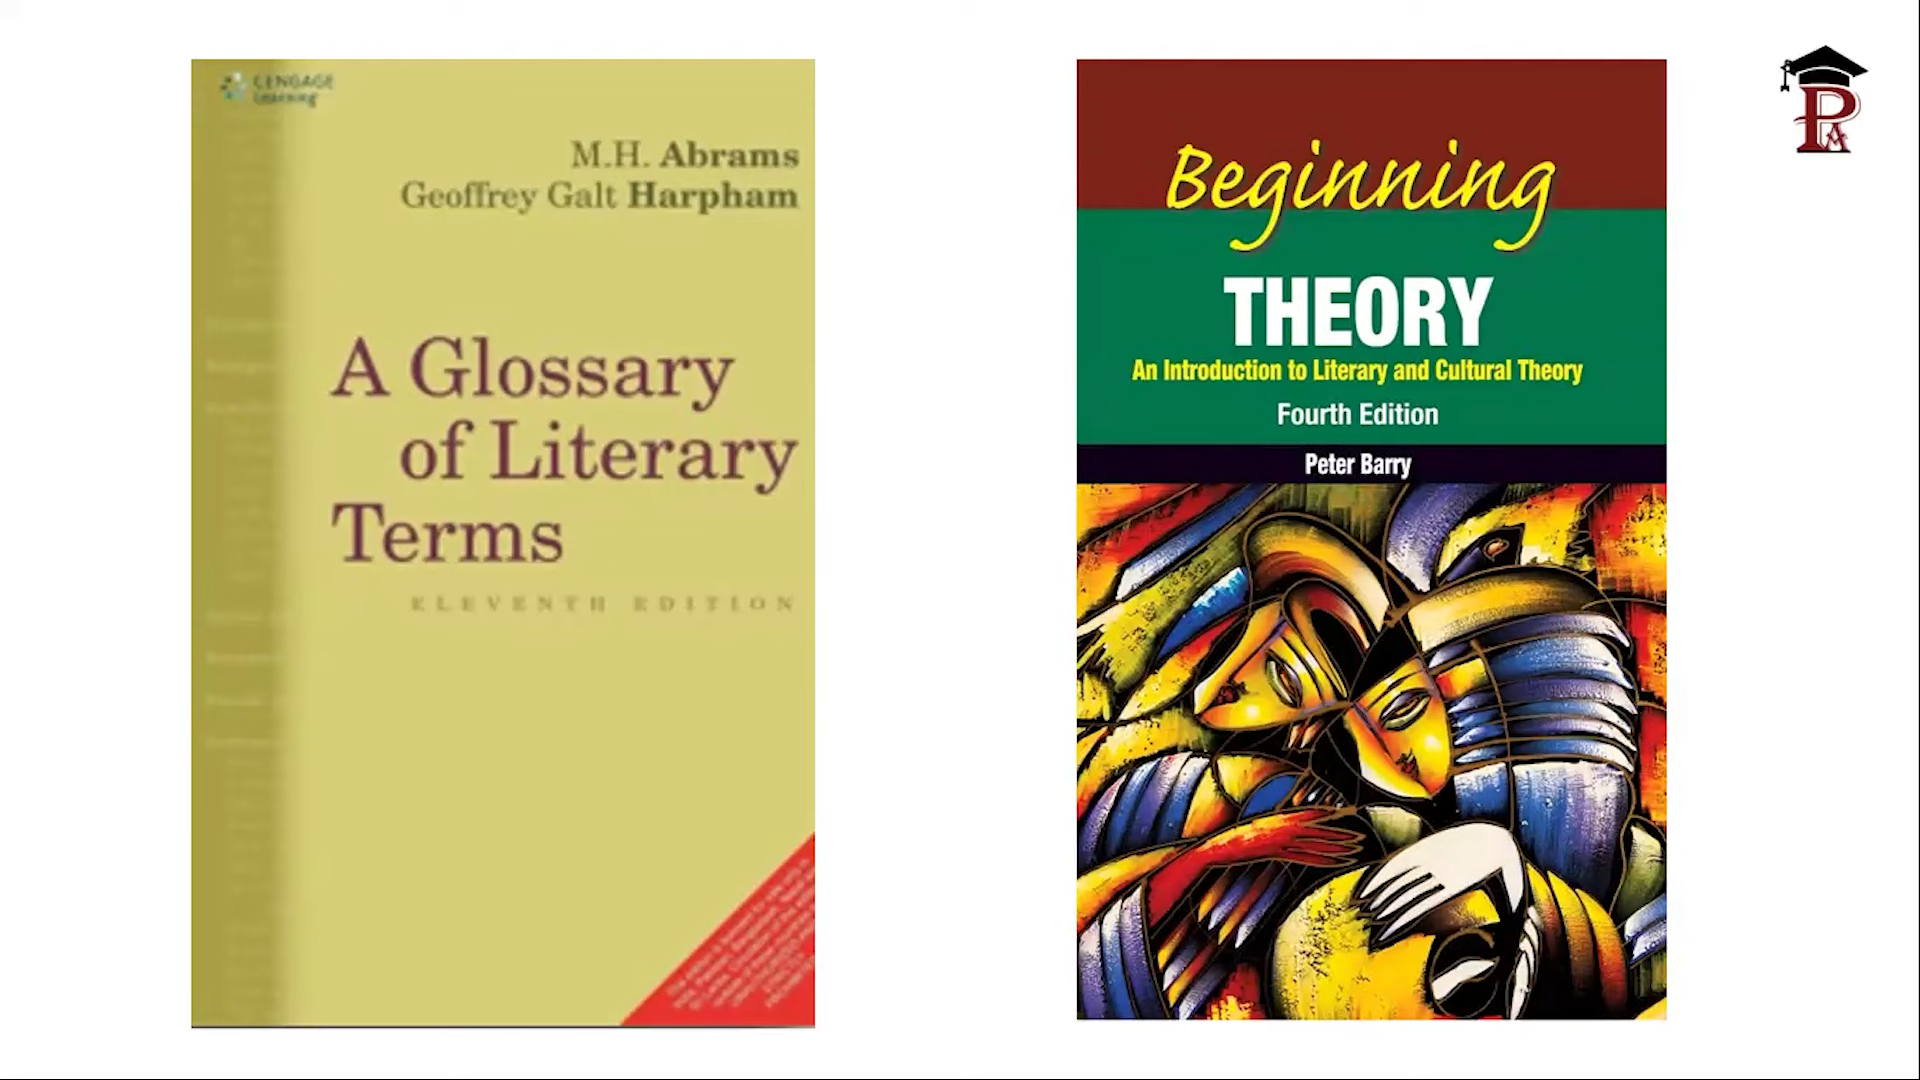 CENGAGE
Learning
M.H. Abrams
Geoffrey Galt Harpham
A Glossary
of Literary
Terms
ELEVENTH EDITION
Beginning
THEORY
An Introduction to Literary and Cultural Theory
Fourth Edition
Peter Barry
PA